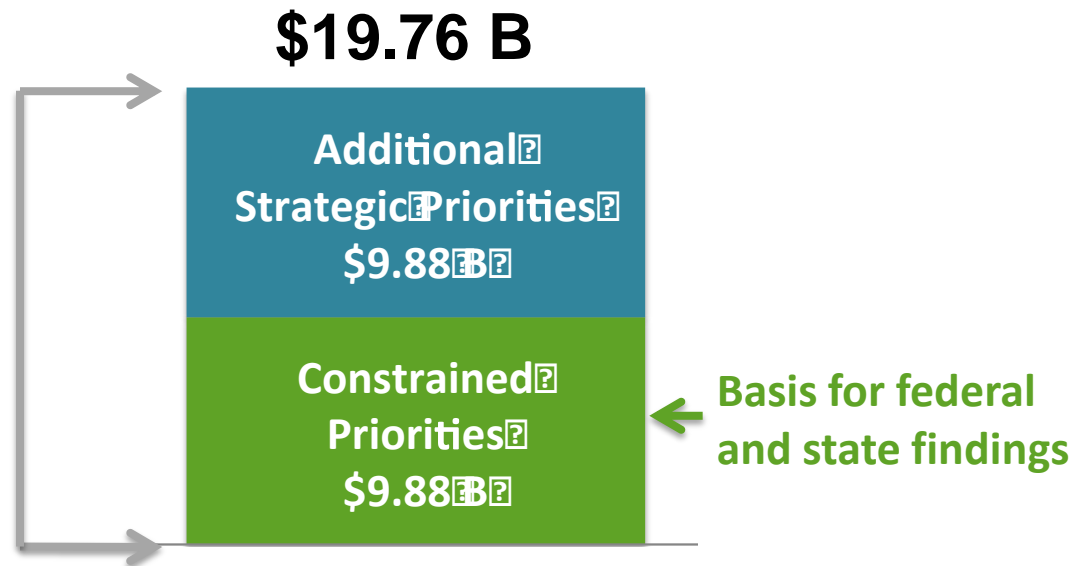 $19.76 B
Additional
Strategic Priorities
$9.88 B
Constrained
Priorities
$9.88 B
Basis for federal
and state findings